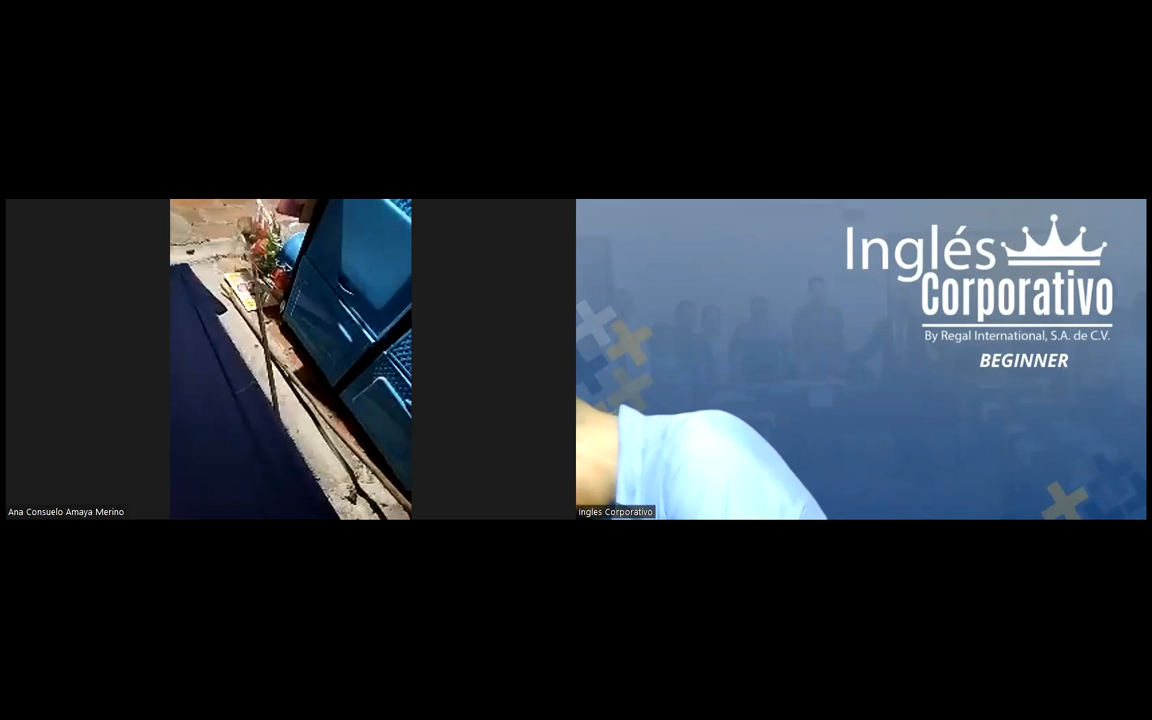 Inglés
Corporativo
By Regal International, S.A. de C.V.
BEGINNER
Ana Consuelo Amaya Merino
Ingles Corporativo